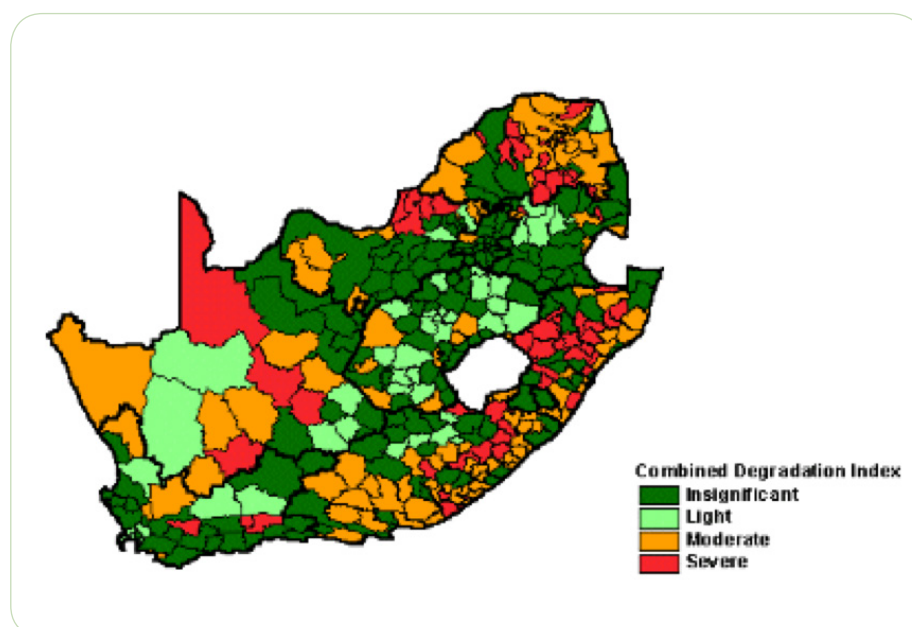 Combined Degradation Index
Insignificant
Light
Moderate
Severe